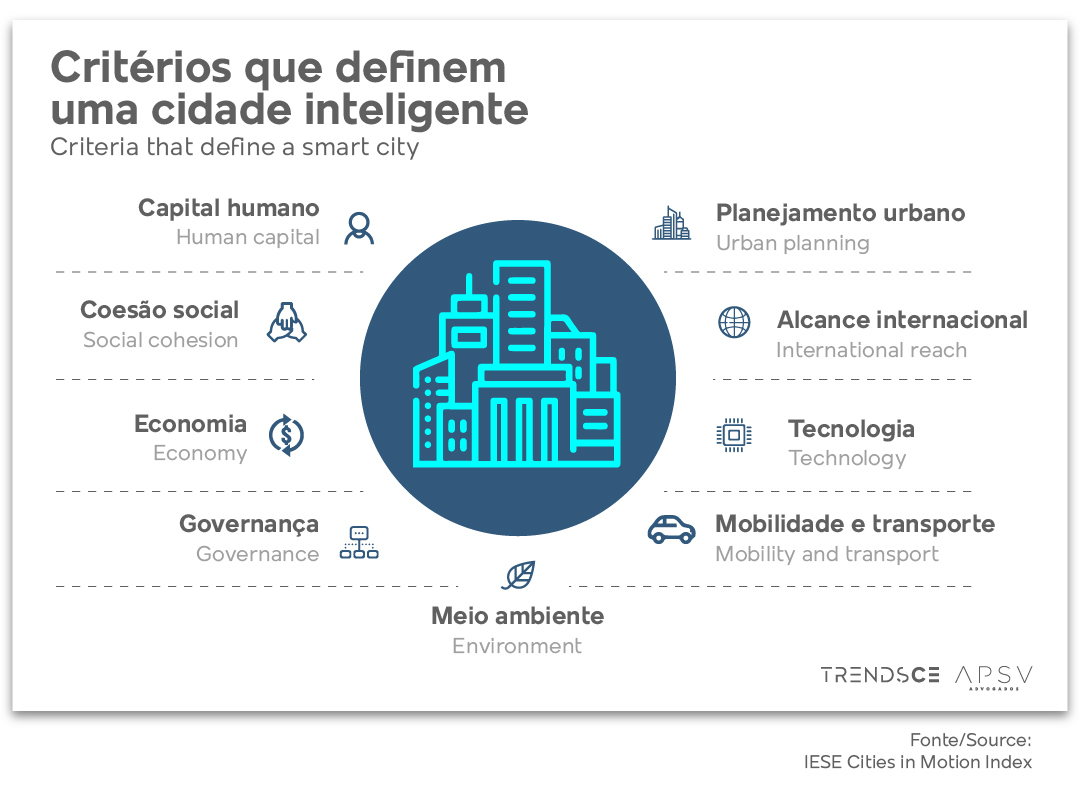 Critérios que definem
uma cidade inteligente
Criteria that define a smart city
Capital humano
Human capital
Coesão social
Social cohesion
Economia
Economy
Governança
Governance
Planejamento urbano
Urban planning
Alcance internacional
International reach
Tecnologia
Technology
Mobilidade e transporte
Mobility and transport
Meio ambiente
Environment
TRENDSCE APSV
ADVOGADOS
Fonte/Source:
IESE Cities in Motion Index